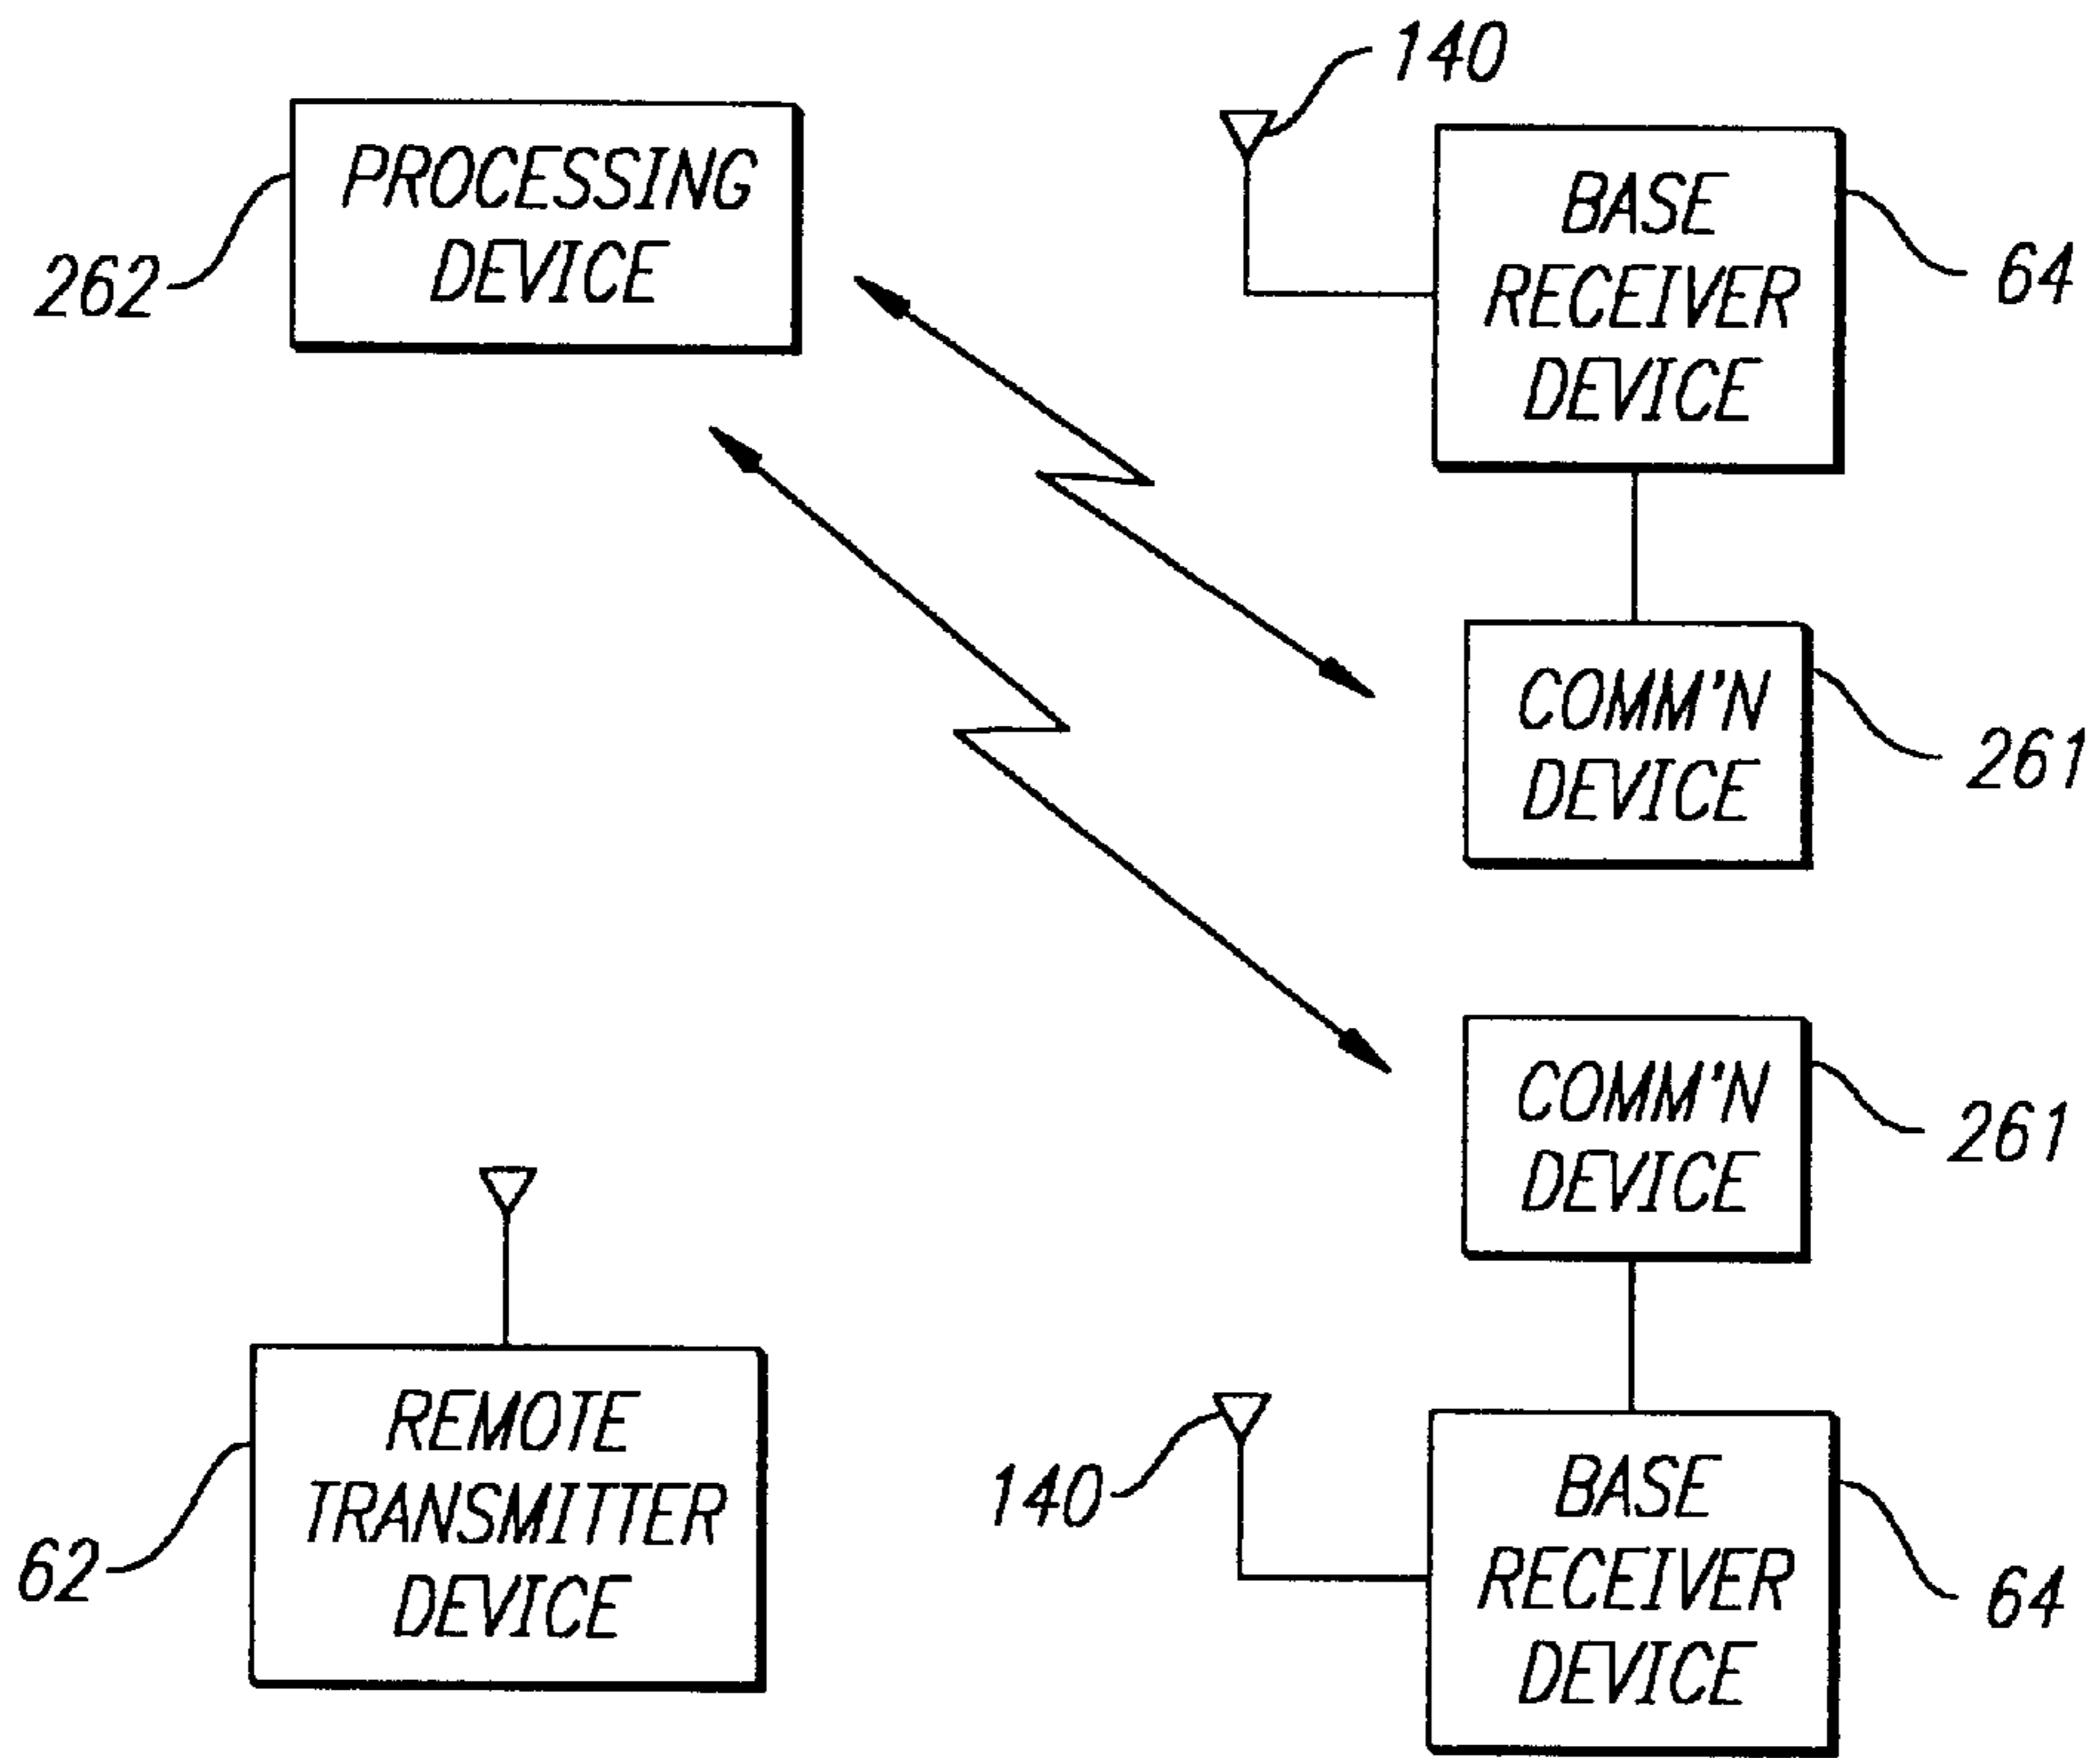 140
PROCESSING
DEVICE
262
BASE
RECEIVER
DEVICE
64
COMM'N
DEVICE
261
COMM'N
DEVICE
261
REMOTE
TRANSMITTER
DEVICE
62
140
BASE
RECEIVER
DEVICE
64